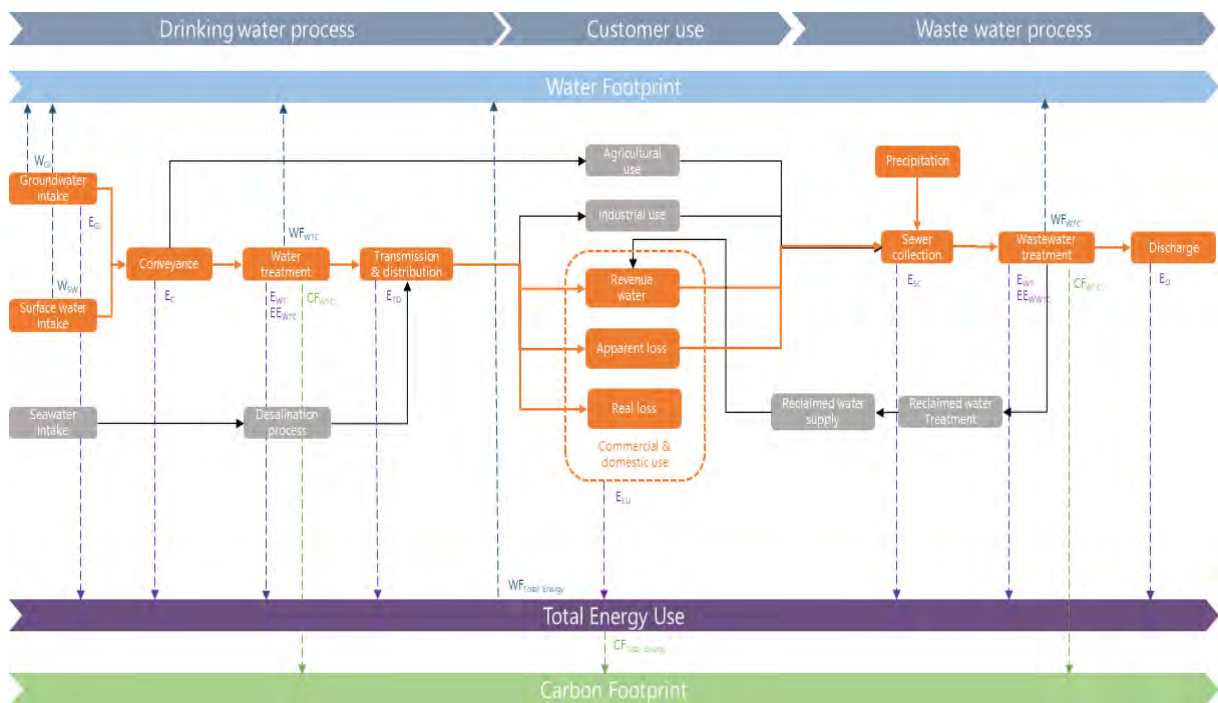 Drinking water process
Customer use
Waste water process
Water Footprint
Agricultural
use
Precipitation
W_GI
Groundwater
Intake
E_GI
Industrial use
WF_WTC
WF_WTC
Conveyance
Water
treatment
Transmission
& distribution
Revenue
water
Sewer
collection
Wastewater
treatment
Discharge
W_SW
E_C
E_WT
EE_WTC
CF_WTC
E_TD
E_SC
E_WT
EE_WWTC
CF_WTC
E_D
Surface water
Intake
Apparent loss
Seawater
Intake
Desalination
process
Real loss
Reclaimed water
supply
Reclaimed water
Treatment
Commercial &
domestic use
E_EU
WF_Total Energy
Total Energy Use
CF_Total Energy
Carbon Footprint